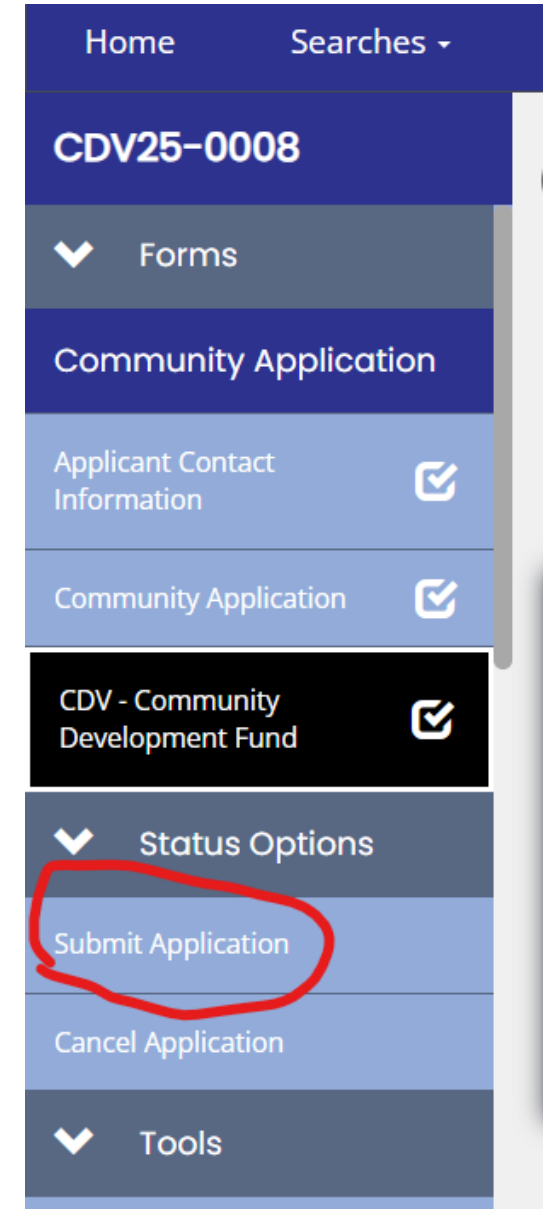 Home Searches
CDV25-0008
Forms
Community Application
Applicant Contact
Information
Community Application
CDV - Community
Development Fund
Status Options
Submit Application
Cancel Application
Tools